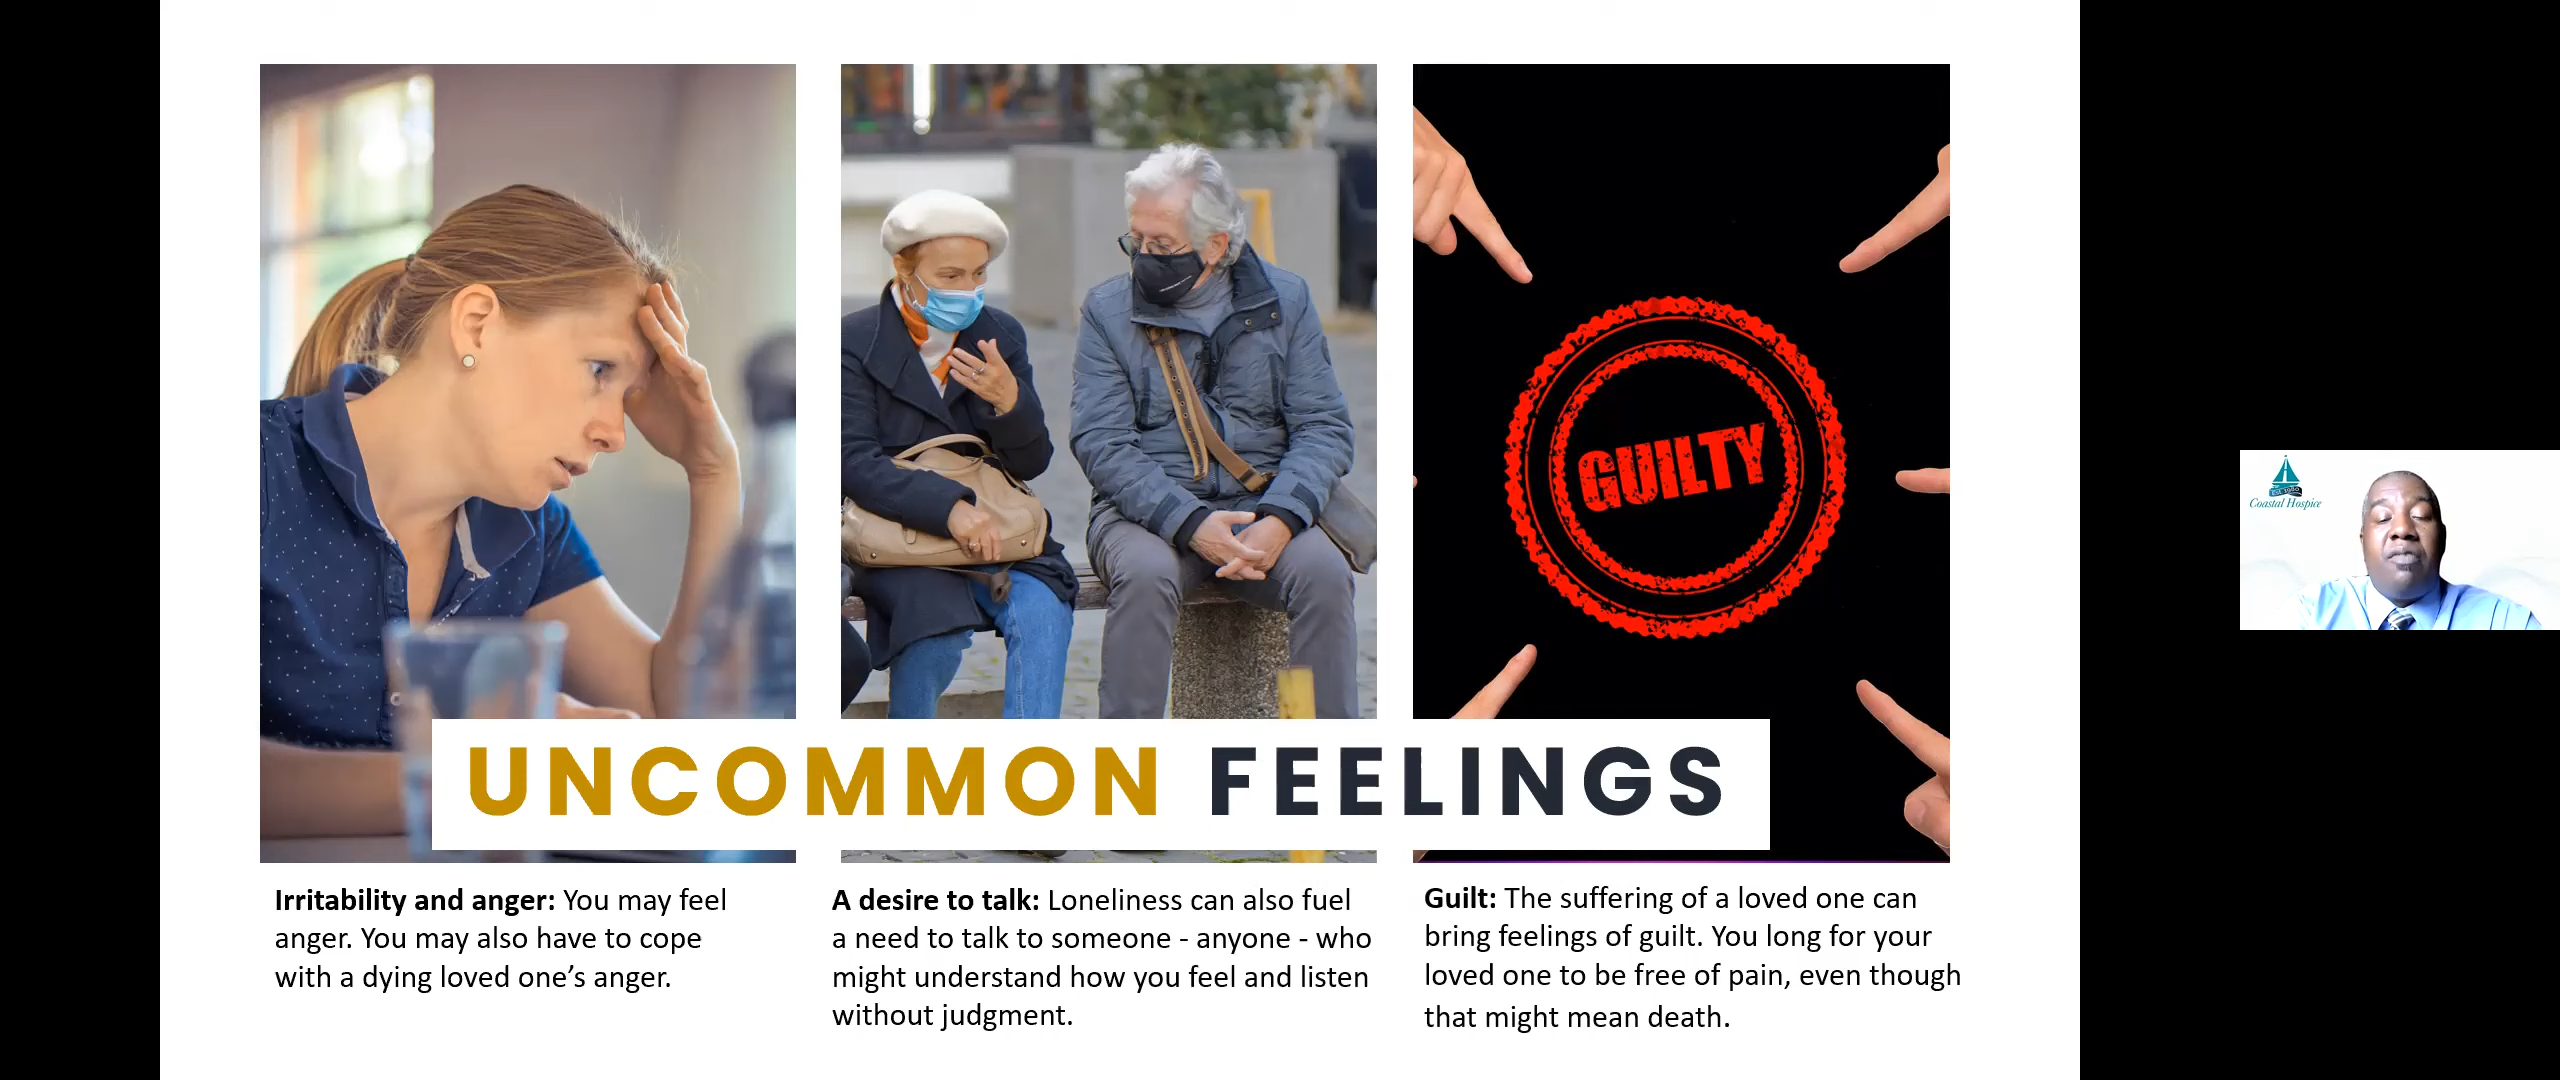 GUILTY
UNCOMMON FEELINGS
Irritability and anger: You may feel
anger. You may also have to cope
with a dying loved one’s anger.
A desire to talk: Loneliness can also fuel
a need to talk to someone - anyone - who
might understand how you feel and listen
without judgment.
Guilt: The suffering of a loved one can
bring feelings of guilt. You long for your
loved one to be free of pain, even though
that might mean death.
Est 1980
Coastal Hospice